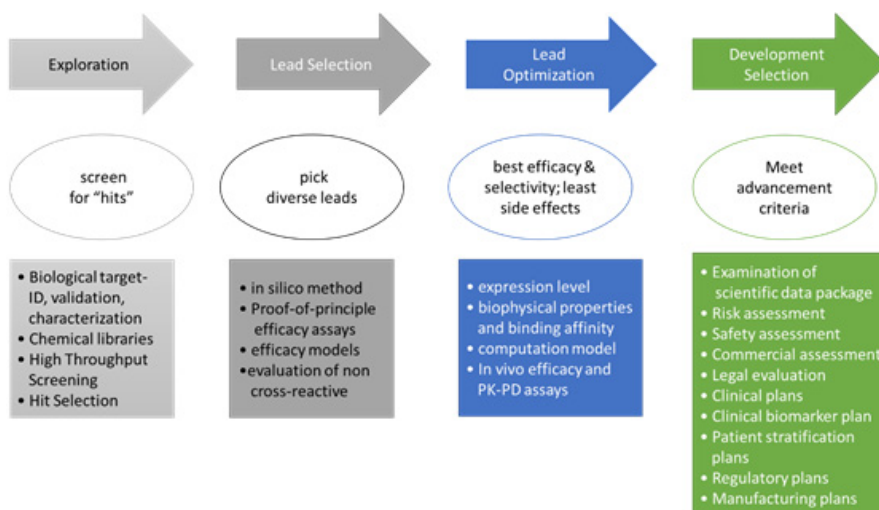 Exploration
Lead Selection
Lead
Optimization
Development
Selection
screen
for "hits"
pick
diverse leads
best efficacy &
selectivity; least
side effects
Meet
advancement
criteria
• Biological target-
ID, validation,
characterization
• Chemical libraries
• High Throughput
Screening
• Hit Selection
• in silico method
• Proof-of-principle
efficacy assays
• efficacy models
•evaluation of non
cross-reactive
• expression level
• biophysical properties
and binding affinity
• computation model
• In vivo efficacy and
PK-PD assays
• Examination of
scientific data package
• Risk assessment
• Safety assessment
• Commercial assessment
• Legal evaluation
• Clinical plans
• Clinical biomarker plan
• Patient stratification
plans
• Regulatory plans
• Manufacturing plans